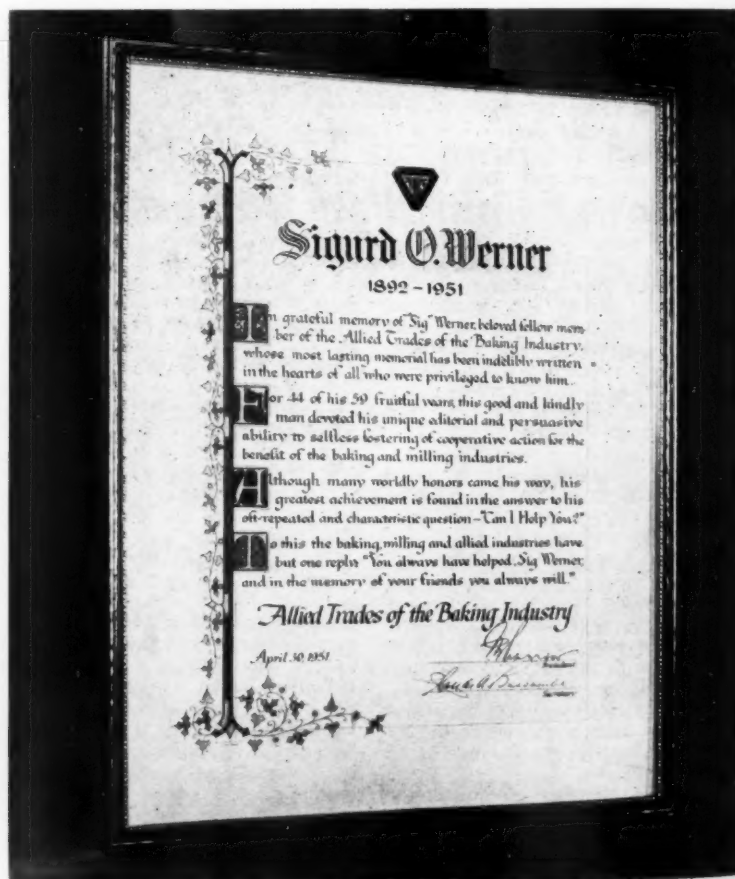 Sigurd O. Werner
1892 – 1951
In grateful memory of "Sig" Werner, beloved fellow mem-
ber of the Allied Trades of the Baking Industry,
whose most lasting memorial has been indelibly written
in the hearts of all who were privileged to know him.
For 44 of his 59 fruitful years, this good and kindly
man devoted his unique editorial and persuasive
ability to selfless fostering of cooperative action for the
benefit of the baking and milling industries.
Although many worldly honors came his way, his
greatest achievement is found in the answer to his
oft-repeated and characteristic question – "Can I Help You?"
To this the baking, milling and allied industries have
but one reply: "You always have helped, Sig Werner,
and in the memory of your friends you always will."
Allied Trades of the Baking Industry
April 30, 1951